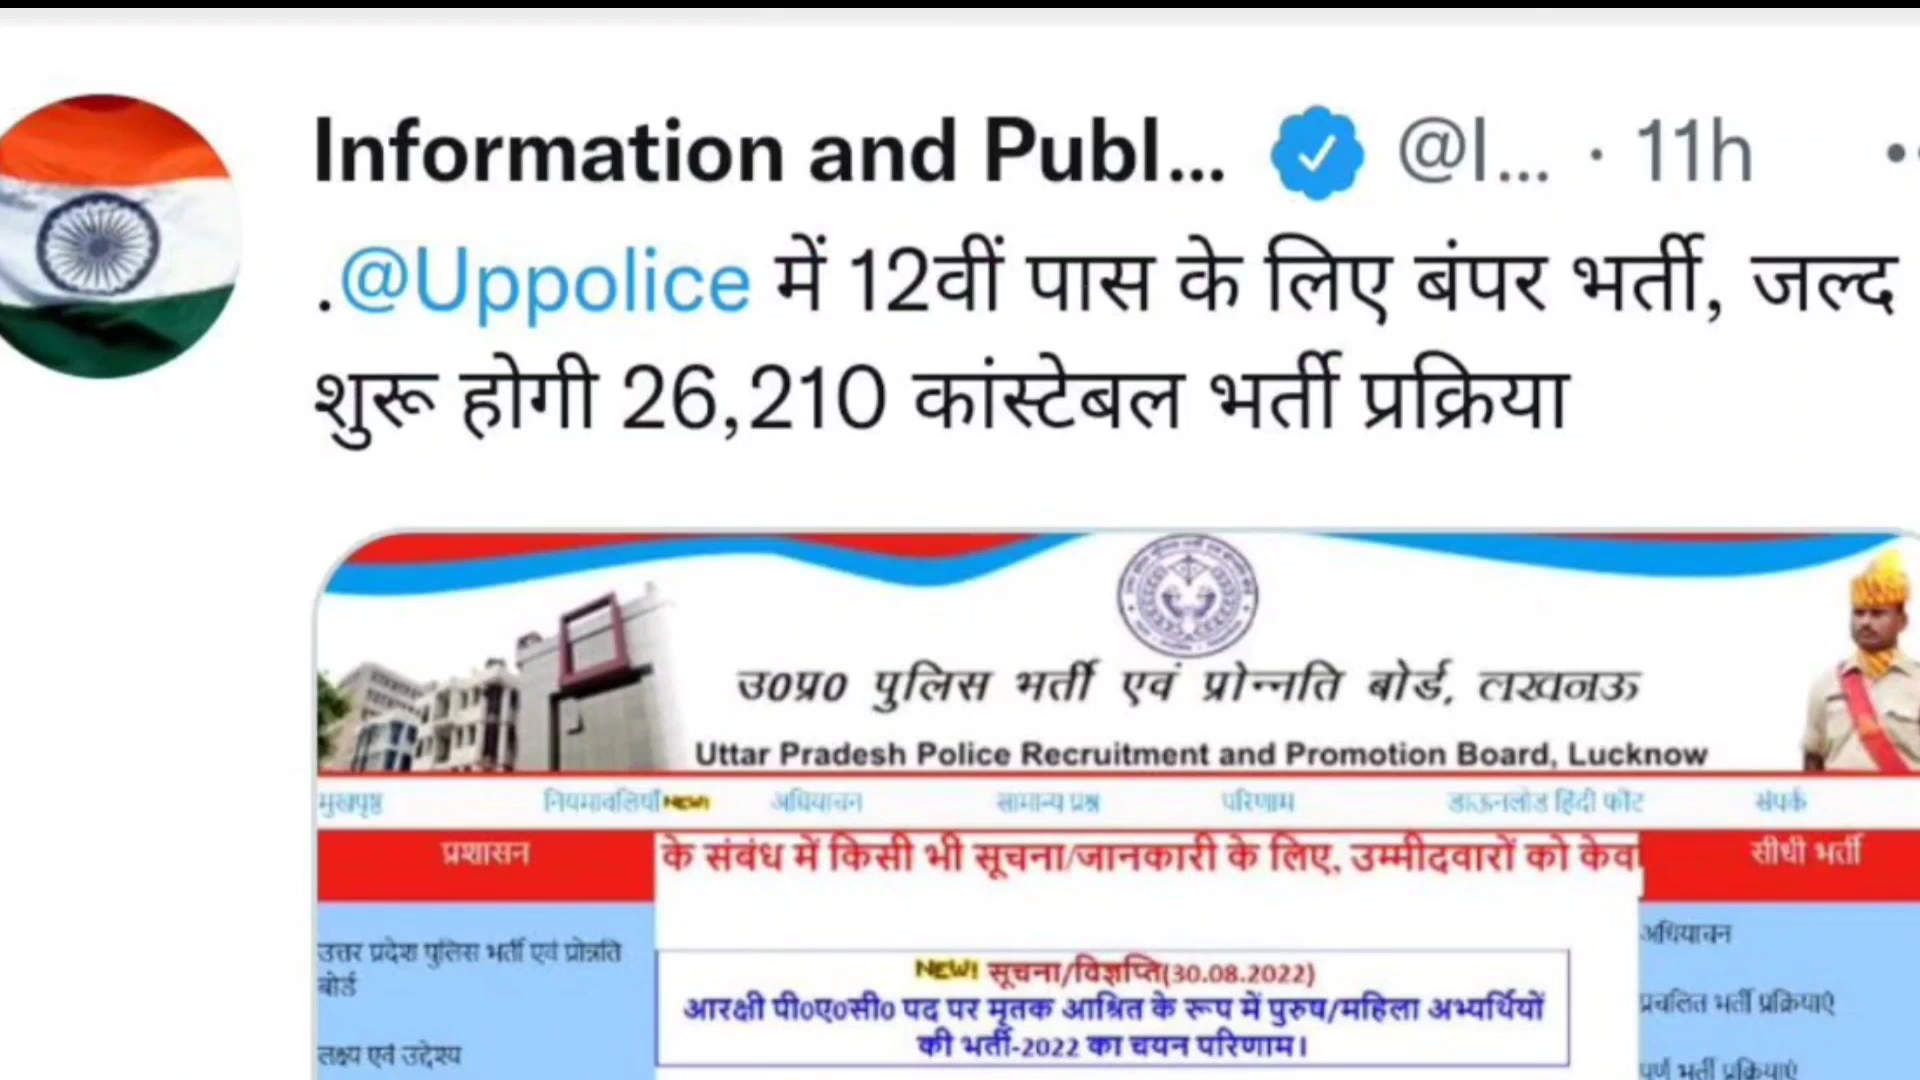 Information and Publ... @I... · 11h
.@Uppolice में 12वीं पास के लिए बंपर भर्ती, जल्द
शुरू होगी 26,210 कांस्टेबल भर्ती प्रक्रिया
उ०प्र० पुलिस भर्ती एवं प्रोन्नति बोर्ड, लखनऊ
Uttar Pradesh Police Recruitment and Promotion Board, Lucknow
मुखपृष्ठ नियमावलियाँ NEW! अधियाचन सामान्य प्रश्न परिणाम डाऊनलोड हिंदी फोंट संपर्क
प्रशासन
के संबंध में किसी भी सूचना/जानकारी के लिए, उम्मीदवारों को केव
सीधी भर्ती
उत्तर प्रदेश पुलिस भर्ती एवं प्रोन्नति
बोर्ड
लक्ष्य एवं उद्देश्य
NEW! सूचना/विज्ञप्ति(30.08.2022)
आरक्षी पी०ए०सी० पद पर मृतक आश्रित के रूप में पुरुष/महिला अभ्यर्थियों
की भर्ती-2022 का चयन परिणाम।
अधियाचन
प्रचलित भर्ती प्रक्रियाएं
पूर्ण भर्ती प्रक्रियाएं